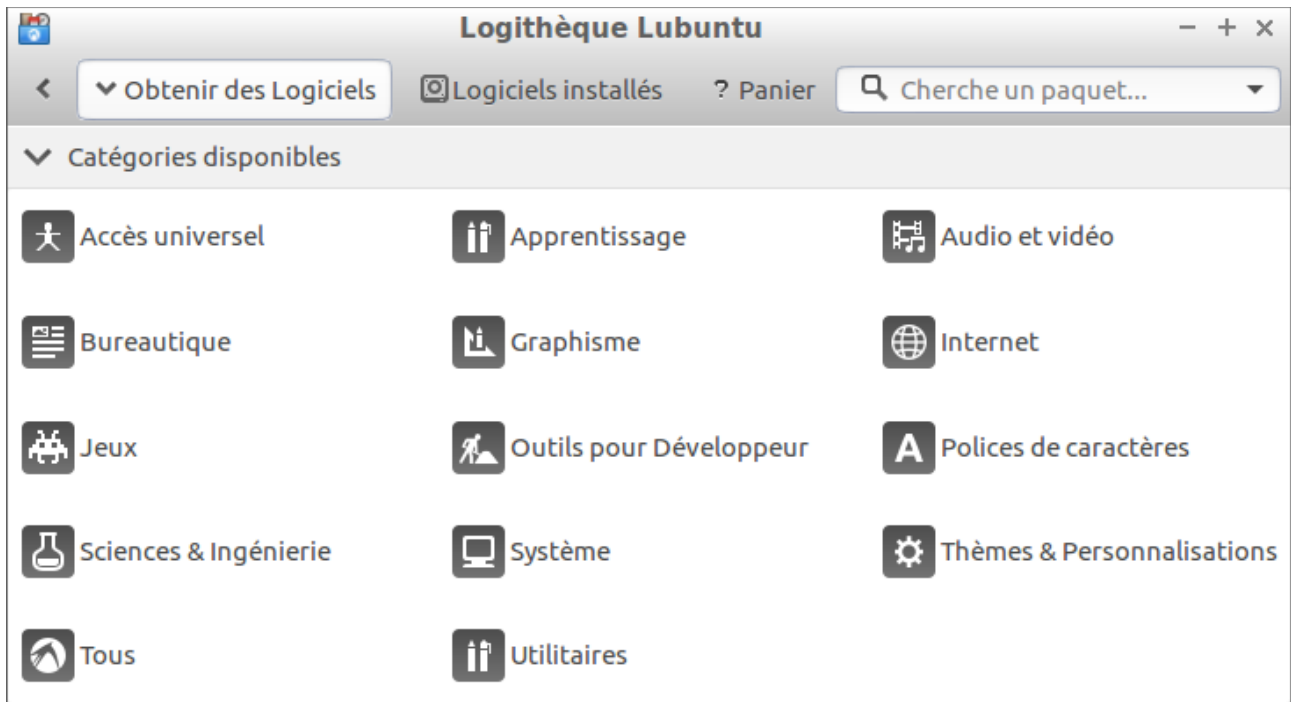 Logithèque Lubuntu
Obtenir des Logiciels Logiciels installés ? Panier Cherche un paquet...
Catégories disponibles
Accès universel Apprentissage Audio et vidéo
Bureautique Graphisme Internet
Jeux Outils pour Développeur A Polices de caractères
Sciences & Ingénierie Système Thèmes & Personnalisations
Tous Utilitaires